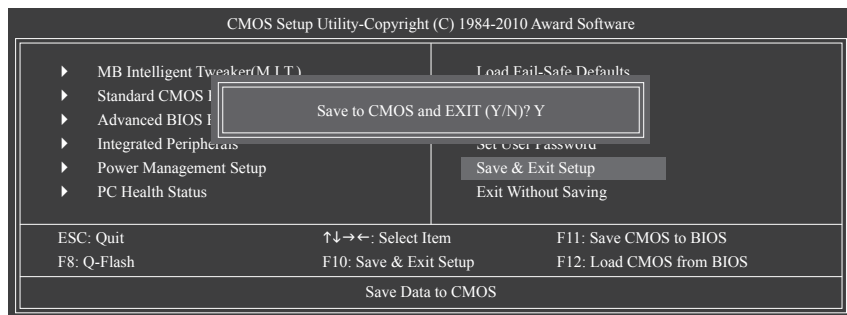 CMOS Setup Utility-Copyright (C) 1984-2010 Award Software
MB Intelligent Tweaker(M.I.T.)
Standard CMOS
Advanced BIOS
Integrated Peripherals
Power Management Setup
PC Health Status
Load Fail-Safe Defaults
Set User Password
Save & Exit Setup
Exit Without Saving
Save to CMOS and EXIT (Y/N)? Y
ESC: Quit
↑↓→←: Select Item
F11: Save CMOS to BIOS
F8: Q-Flash
F10: Save & Exit Setup
F12: Load CMOS from BIOS
Save Data to CMOS